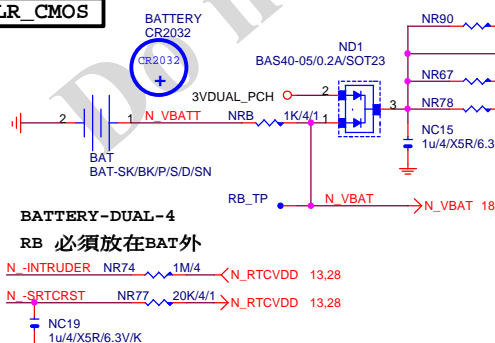 LR_CMOS
BATTERY
CR2032
CR2032
+
ND1
BAS40-05/0.2A/SOT23
NR90
3VDUAL_PCH
2
3
1
NR67
NR78
2
1
N_VBATT
NRB
1K/4/1
NC15
1u/4/X5R/6.3
BAT
BAT-SK/BK/P/S/D/SN
RB_TP
N_VBAT
N_VBAT 18
BATTERY-DUAL-4
RB 必須放在BAT外
N_-INTRUDER
NR74
1M/4
N_RTCVDD 13,28
N_-SRTCRST
NR77
20K/4/1
N_RTCVDD 13,28
NC19
1u/4/X5R/6.3V/K